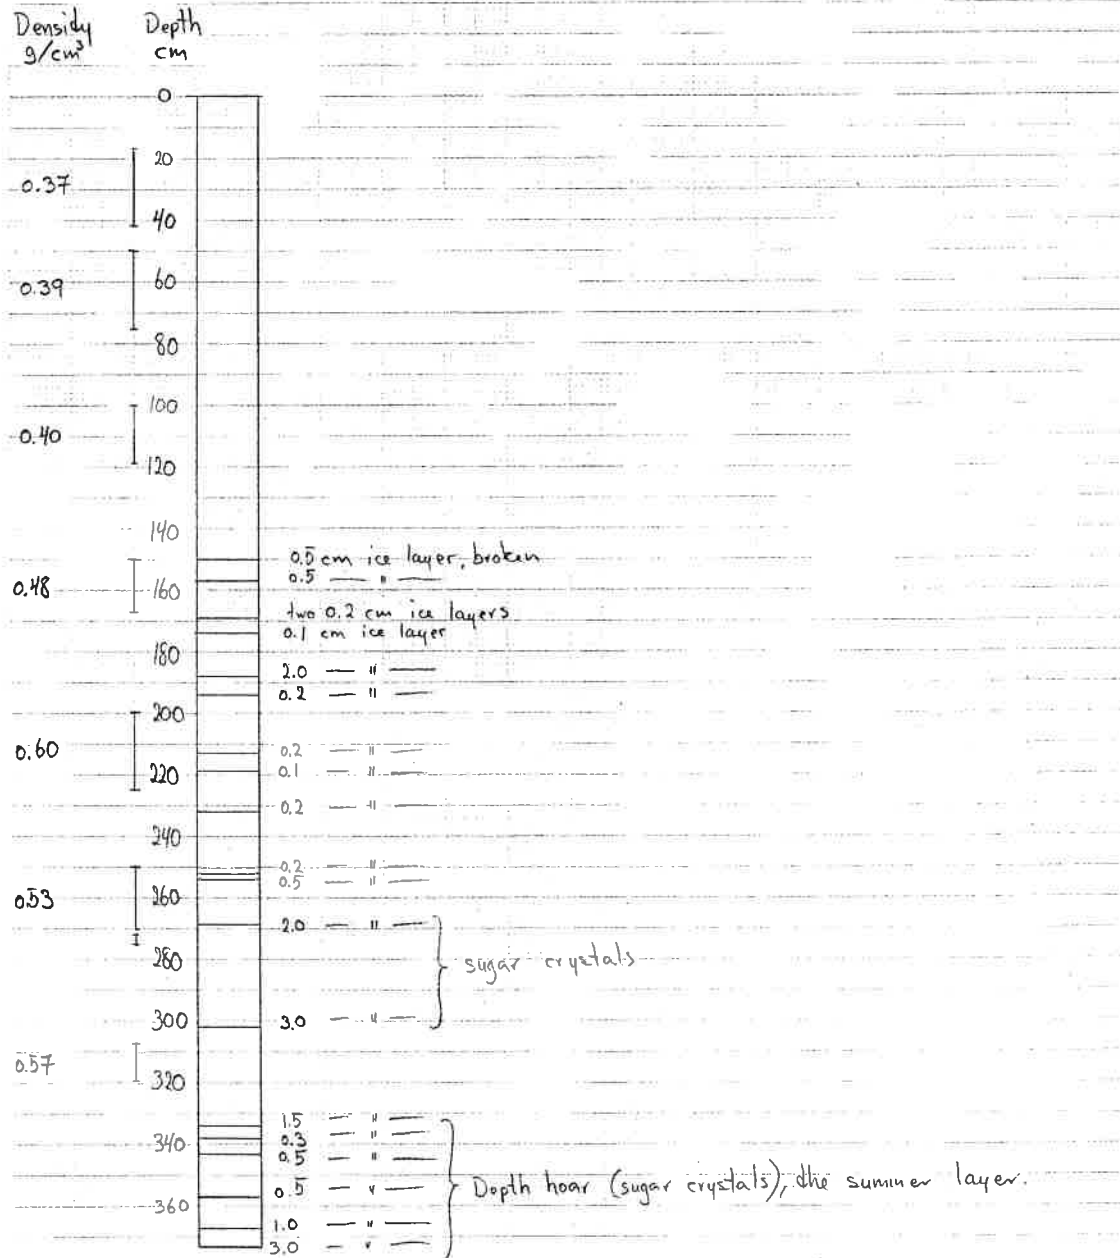 Density Depth
g/cm³ cm
0
20
0.37
40
0.39 60
80
100
0.40
120
140
0.5 cm ice layer, broken
0.5 — " —
0.48 160
two 0.2 cm ice layers
0.1 cm ice layer
180
2.0 — " —
0.2 — " —
200
0.60 0.2 — " —
220 0.1 — " —
0.2 — " —
240
0.2 — " —
0.5 — " —
0.53 260
2.0 — " —
280 sugar crystals
300 3.0 — " —
0.57
320
1.5 — " —
340 0.3 — " —
0.5 — " —
0.5 — " — Depth hoar (sugar crystals), the summer layer.
360
1.0 — " —
3.0 — " —